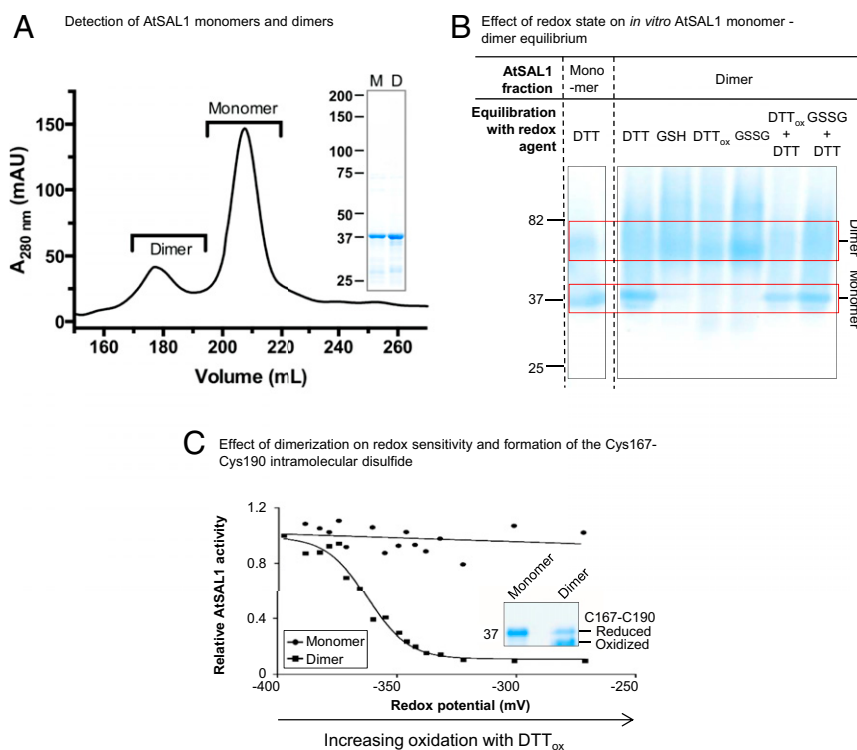 A
Detection of AtSAL1 monomers and dimers
A280 nm (mAU)
150
100
50
0
160 180 200 220 240 260
Volume (mL)
Dimer
Monomer
M D
200
150
100
75
50
37
25
B
Effect of redox state on in vitro AtSAL1 monomer -
dimer equilibrium
AtSAL1
fraction
Mono
-mer
Dimer
Equilibration
with redox
agent
DTT
DTT GSH DTTox GSSG
DTTox
+
DTT
GSSG
+
DTT
82
37
25
Dimer
Monomer
C
Effect of dimerization on redox sensitivity and formation of the Cys167-
Cys190 intramolecular disulfide
Relative AtSAL1 activity
1.2
0.8
0.4
0
-400 -350 -300 -250
Redox potential (mV)
Monomer
Dimer
Monomer
Dimer
37
C167-C190
Reduced
Oxidized
Increasing oxidation with DTTox